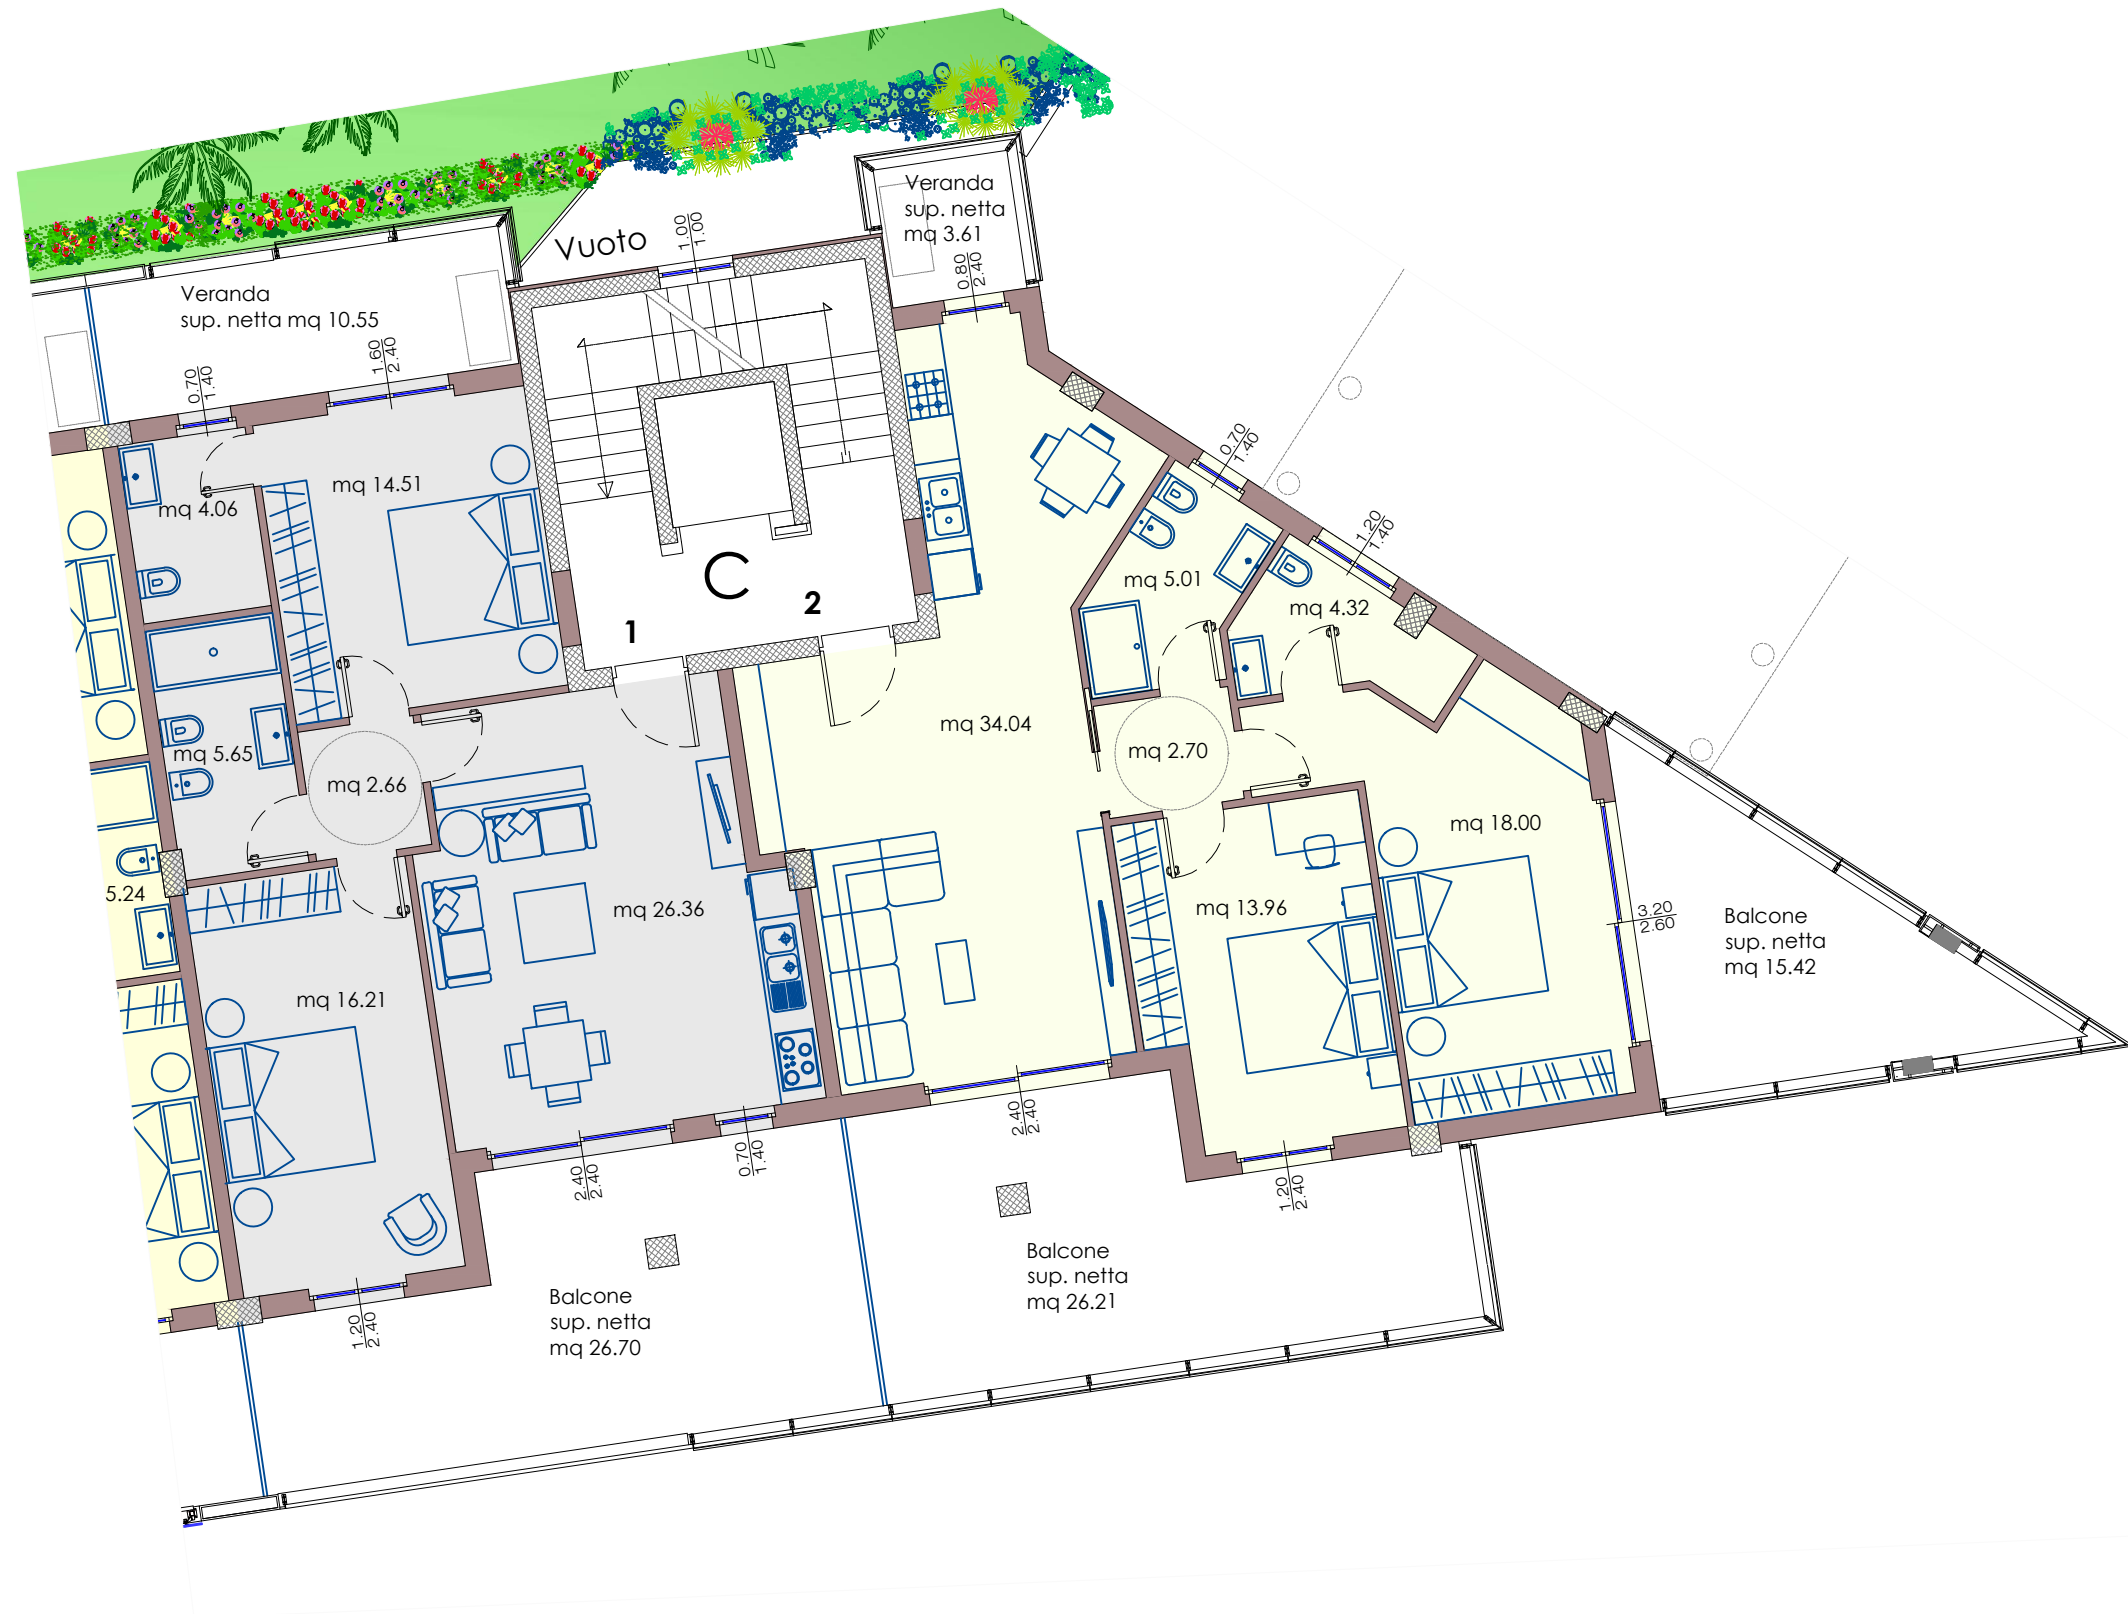 Veranda
sup. netta
mq 3.61
Vuoto
1.00
1.00
0.80
2.40
Veranda
sup. netta mq 10.55
1.60
2.40
0.70
1.40
0.70
1.40
mq 14.51
mq 4.06
1.20
1.40
C
mq 5.01
1
2
mq 4.32
mq 34.04
mq 5.65
mq 2.66
mq 2.70
mq 18.00
5.24
mq 26.36
mq 13.96
3.20
2.60
Balcone
sup. netta
mq 15.42
mq 16.21
2.40
2.40
0.70
1.40
2.40
2.40
1.20
2.40
Balcone
sup. netta
mq 26.21
Balcone
sup. netta
mq 26.70
1.20
2.40